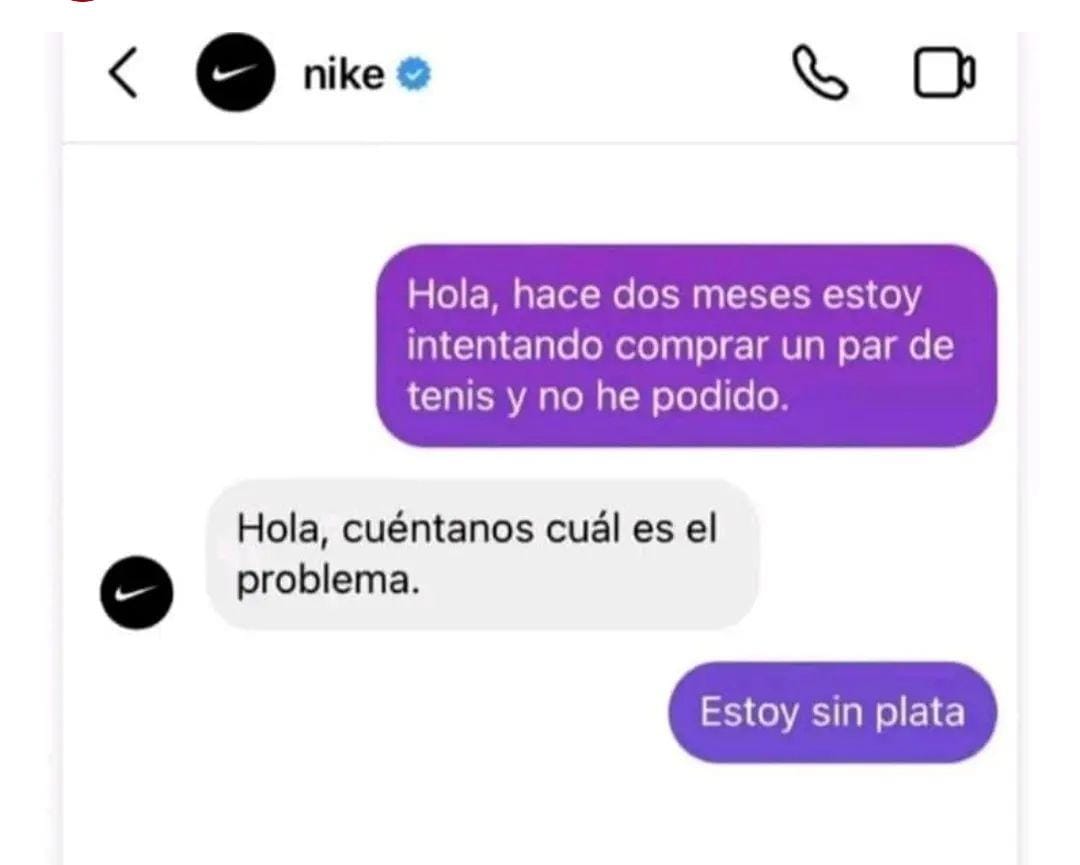 nike
Hola, hace dos meses estoy
intentando comprar un par de
tenis y no he podido.
Hola, cuéntanos cuál es el
problema.
Estoy sin plata